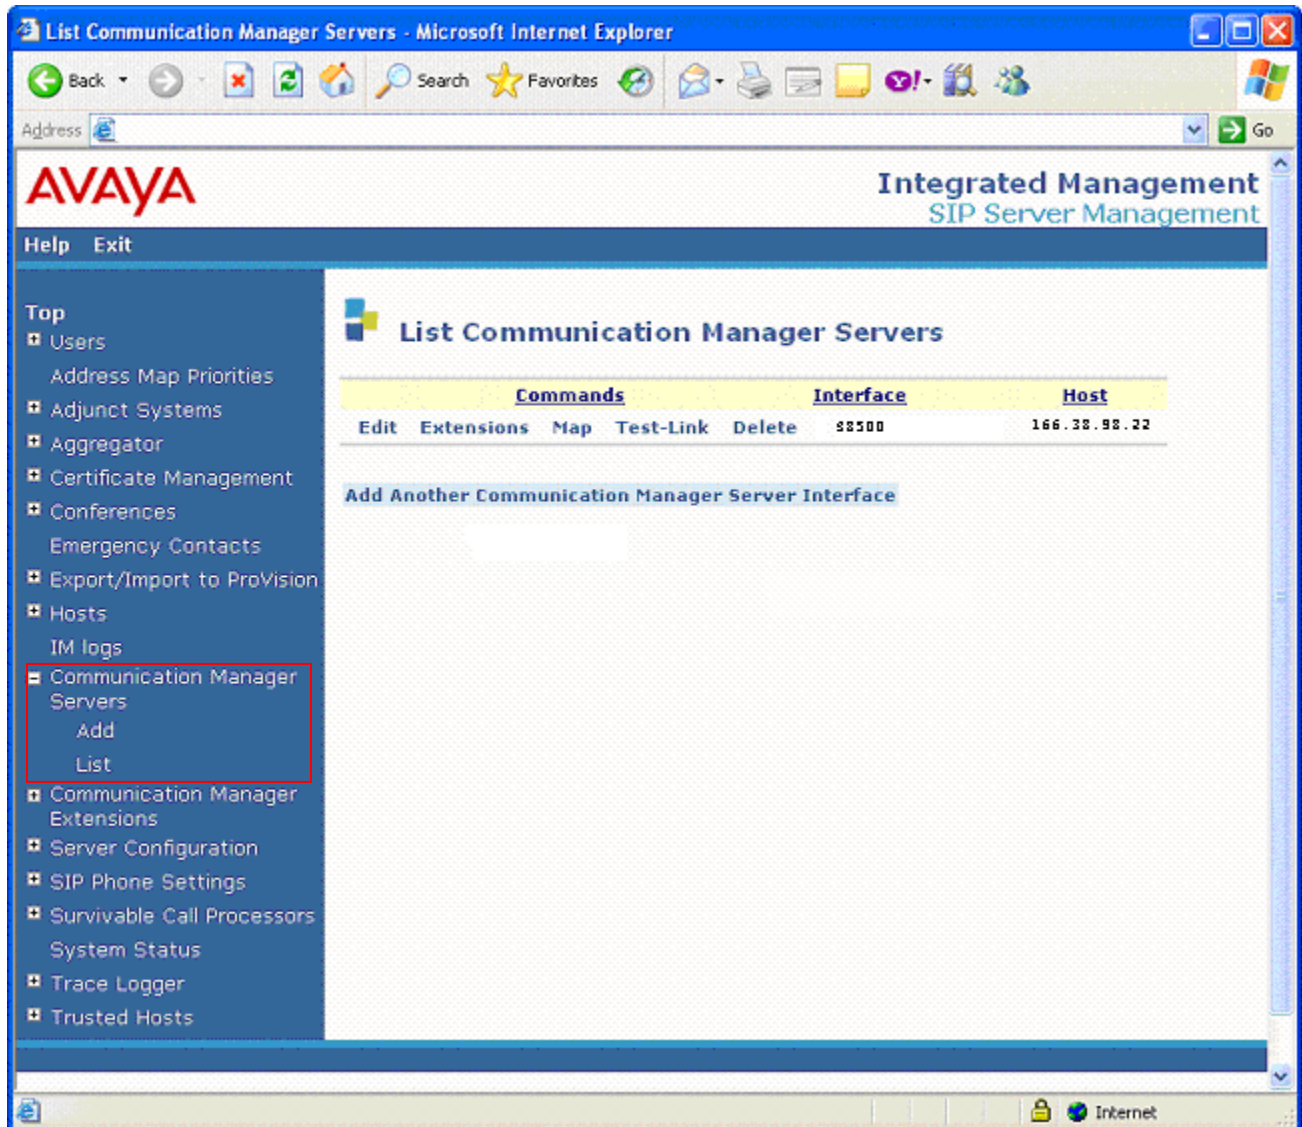 List Communication Manager Servers - Microsoft Internet Explorer
Back Search Favorites
Address Go
AVAYA
Integrated Management
SIP Server Management
Help Exit
Top
Users
Address Map Priorities
Adjunct Systems
Aggregator
Certificate Management
Conferences
Emergency Contacts
Export/Import to ProVision
Hosts
IM logs
Communication Manager
Servers
Add
List
Communication Manager
Extensions
Server Configuration
SIP Phone Settings
Survivable Call Processors
System Status
Trace Logger
Trusted Hosts
List Communication Manager Servers
Commands Interface Host
Edit Extensions Map Test-Link Delete S8500 166.38.98.22
Add Another Communication Manager Server Interface
Internet